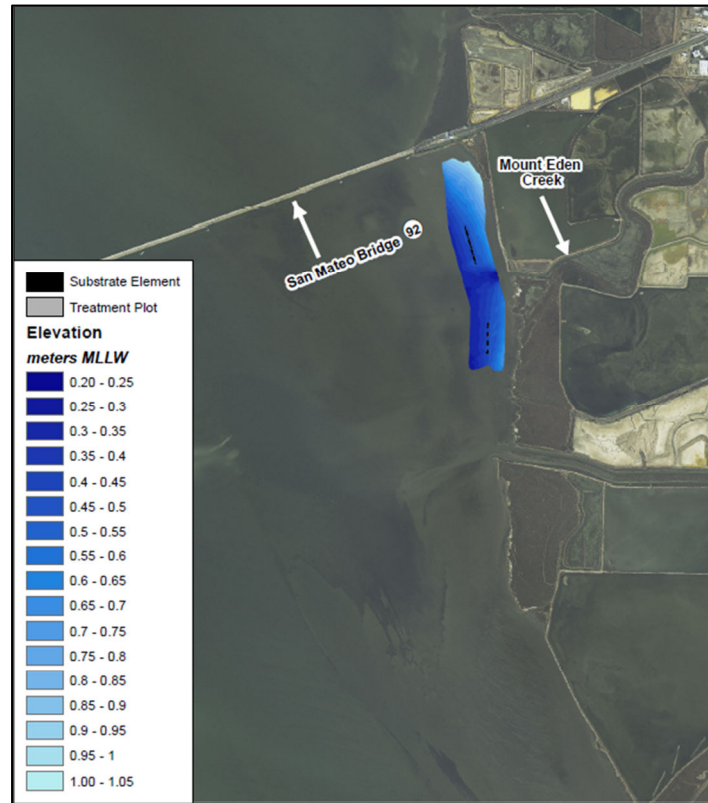 Mount Eden
Creek
San Mateo Bridge 92
Substrate Element
Treatment Plot
Elevation
meters MLLW
0.20 - 0.25
0.25 - 0.3
0.3 - 0.35
0.35 - 0.4
0.4 - 0.45
0.45 - 0.5
0.5 - 0.55
0.55 - 0.6
0.6 - 0.65
0.65 - 0.7
0.7 - 0.75
0.75 - 0.8
0.8 - 0.85
0.85 - 0.9
0.9 - 0.95
0.95 - 1
1.00 - 1.05